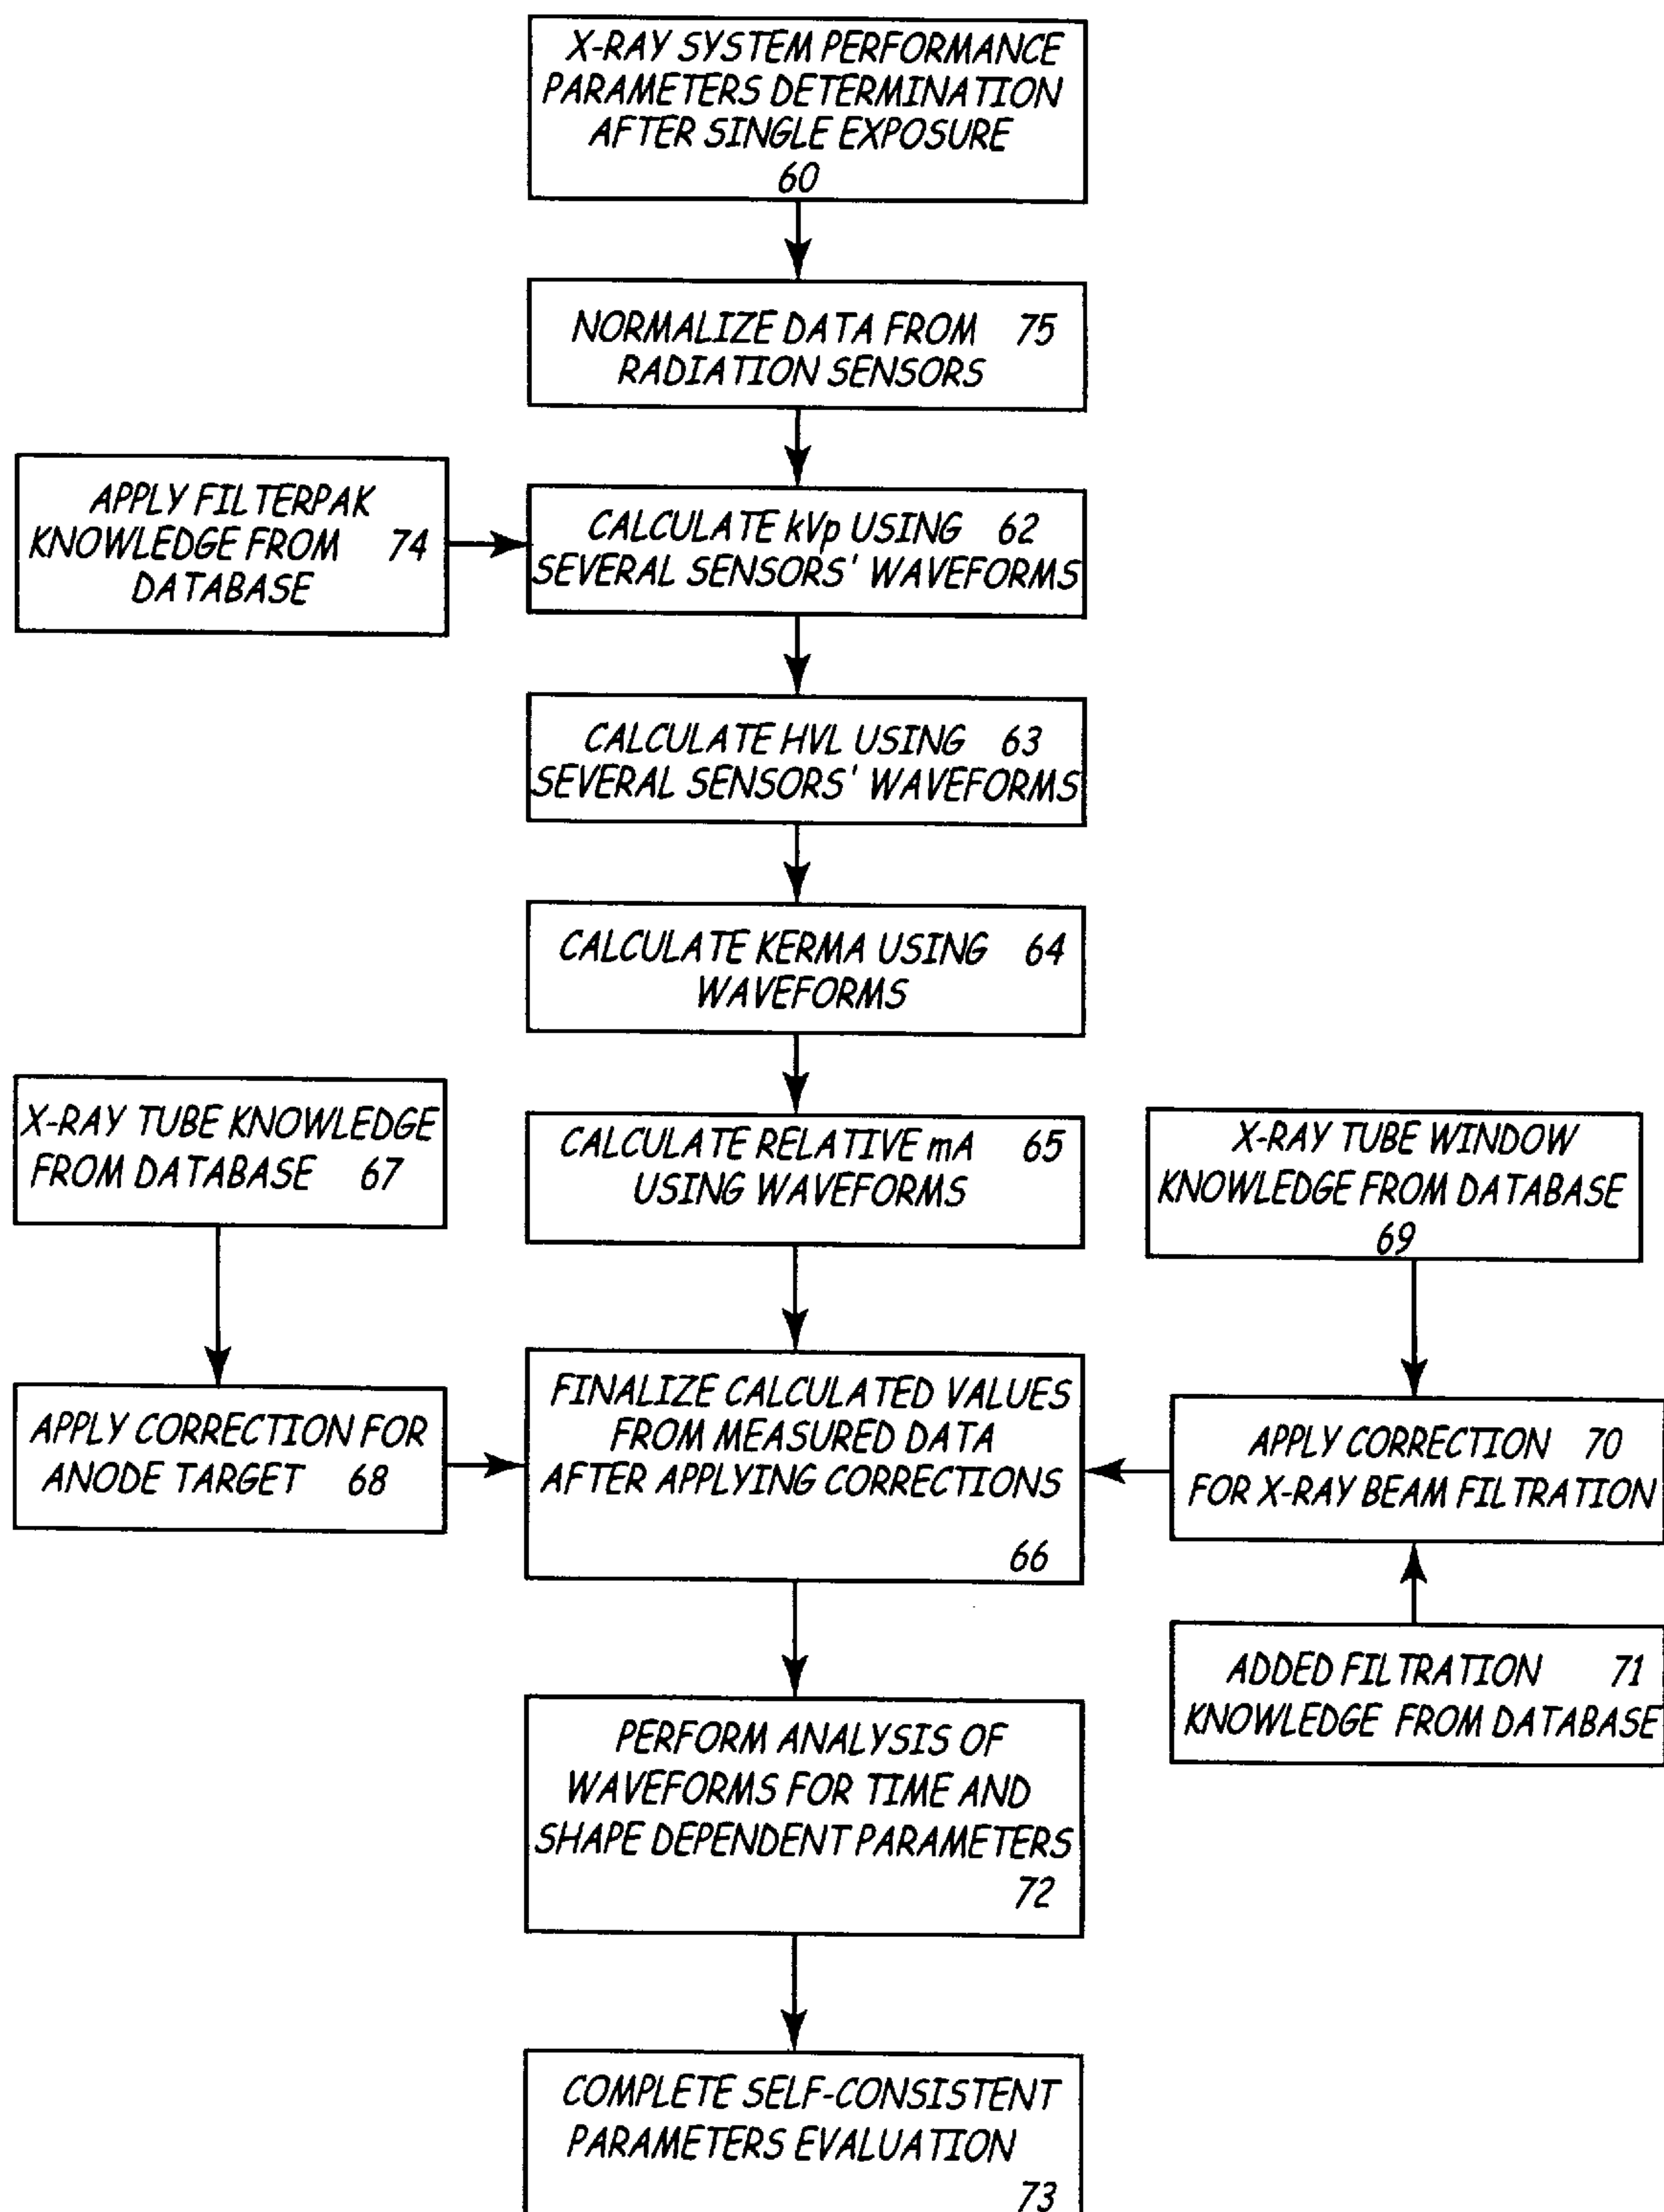 X-RAY SYSTEM PERFORMANCE
PARAMETERS DETERMINATION
AFTER SINGLE EXPOSURE
60
NORMALIZE DATA FROM 75
RADIATION SENSORS
APPLY FILTERPAK
KNOWLEDGE FROM 74
DATABASE
CALCULATE kVp USING 62
SEVERAL SENSORS' WAVEFORMS
CALCULATE HVL USING 63
SEVERAL SENSORS' WAVEFORMS
CALCULATE KERMA USING 64
WAVEFORMS
X-RAY TUBE KNOWLEDGE
FROM DATABASE 67
CALCULATE RELATIVE mA 65
USING WAVEFORMS
X-RAY TUBE WINDOW
KNOWLEDGE FROM DATABASE
69
APPLY CORRECTION FOR
ANODE TARGET 68
FINALIZE CALCULATED VALUES
FROM MEASURED DATA
AFTER APPLYING CORRECTIONS
66
APPLY CORRECTION 70
FOR X-RAY BEAM FILTRATION
ADDED FILTRATION 71
KNOWLEDGE FROM DATABASE
PERFORM ANALYSIS OF
WAVEFORMS FOR TIME AND
SHAPE DEPENDENT PARAMETERS
72
COMPLETE SELF-CONSISTENT
PARAMETERS EVALUATION
73